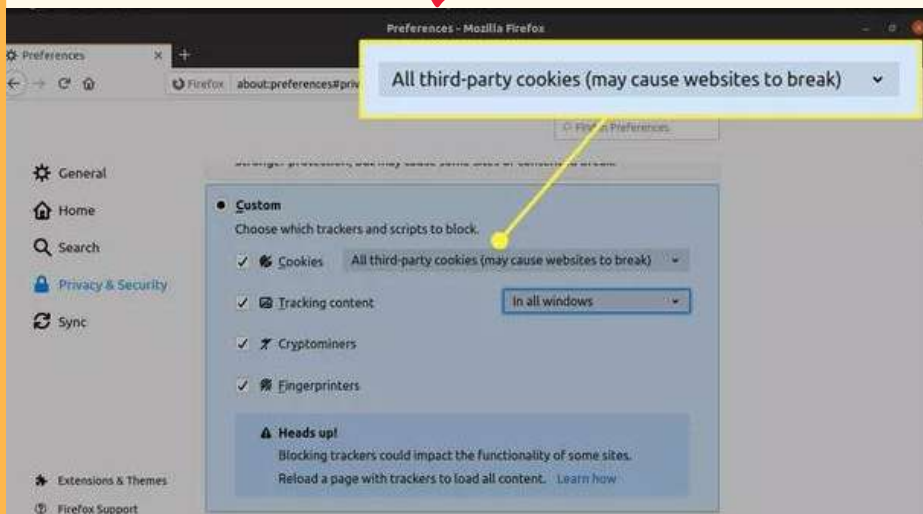 Preferences - Mozilla Firefox
Preferences
Firefox about:preferences#priv
All third-party cookies (may cause websites to break)
Find in Preferences
General
Home
Search
Privacy & Security
Sync
Extensions & Themes
Firefox Support
Custom
Choose which trackers and scripts to block.
Cookies All third-party cookies (may cause websites to break)
Tracking content In all windows
Cryptominers
Fingerprinters
Heads up!
Blocking trackers could impact the functionality of some sites.
Reload a page with trackers to load all content. Learn how